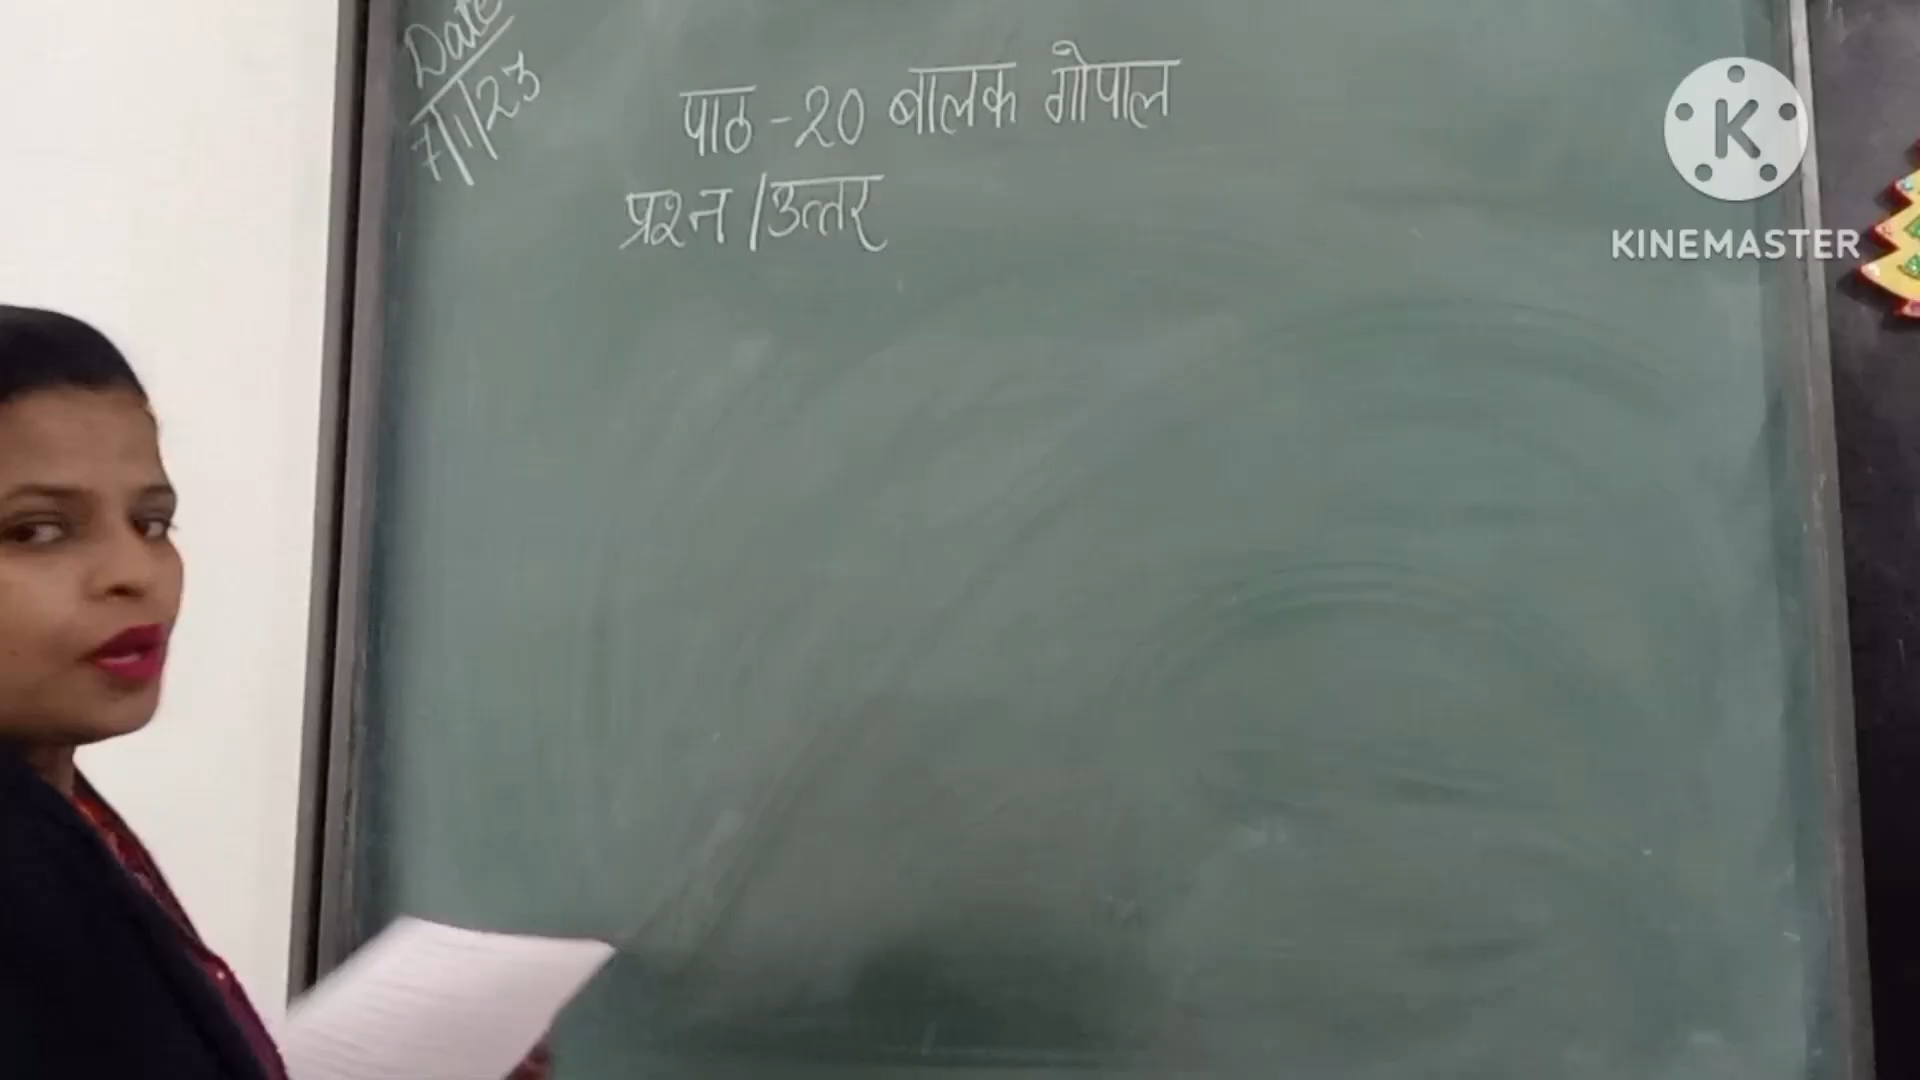 Date
7/1/23
पाठ -20 बालक गोपाल
प्रश्न /उत्तर
K
KINEMASTER